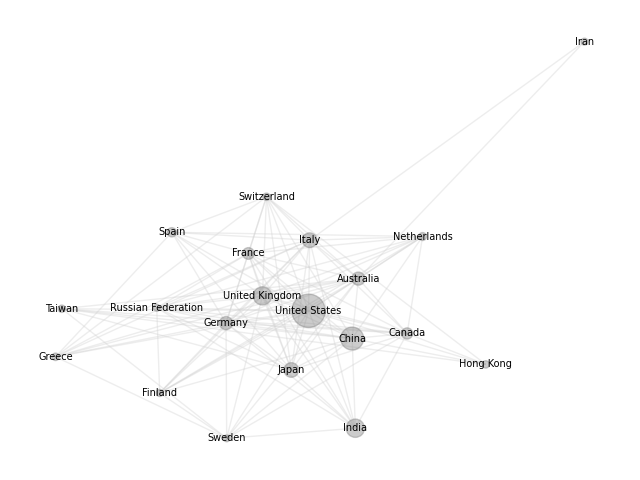 Iran
Switzerland
Spain
Netherlands
Italy
France
Australia
United Kingdom
Taiwan
Russian Federation
United States
Germany
Canada
China
Greece
Hong Kong
Japan
Finland
India
Sweden